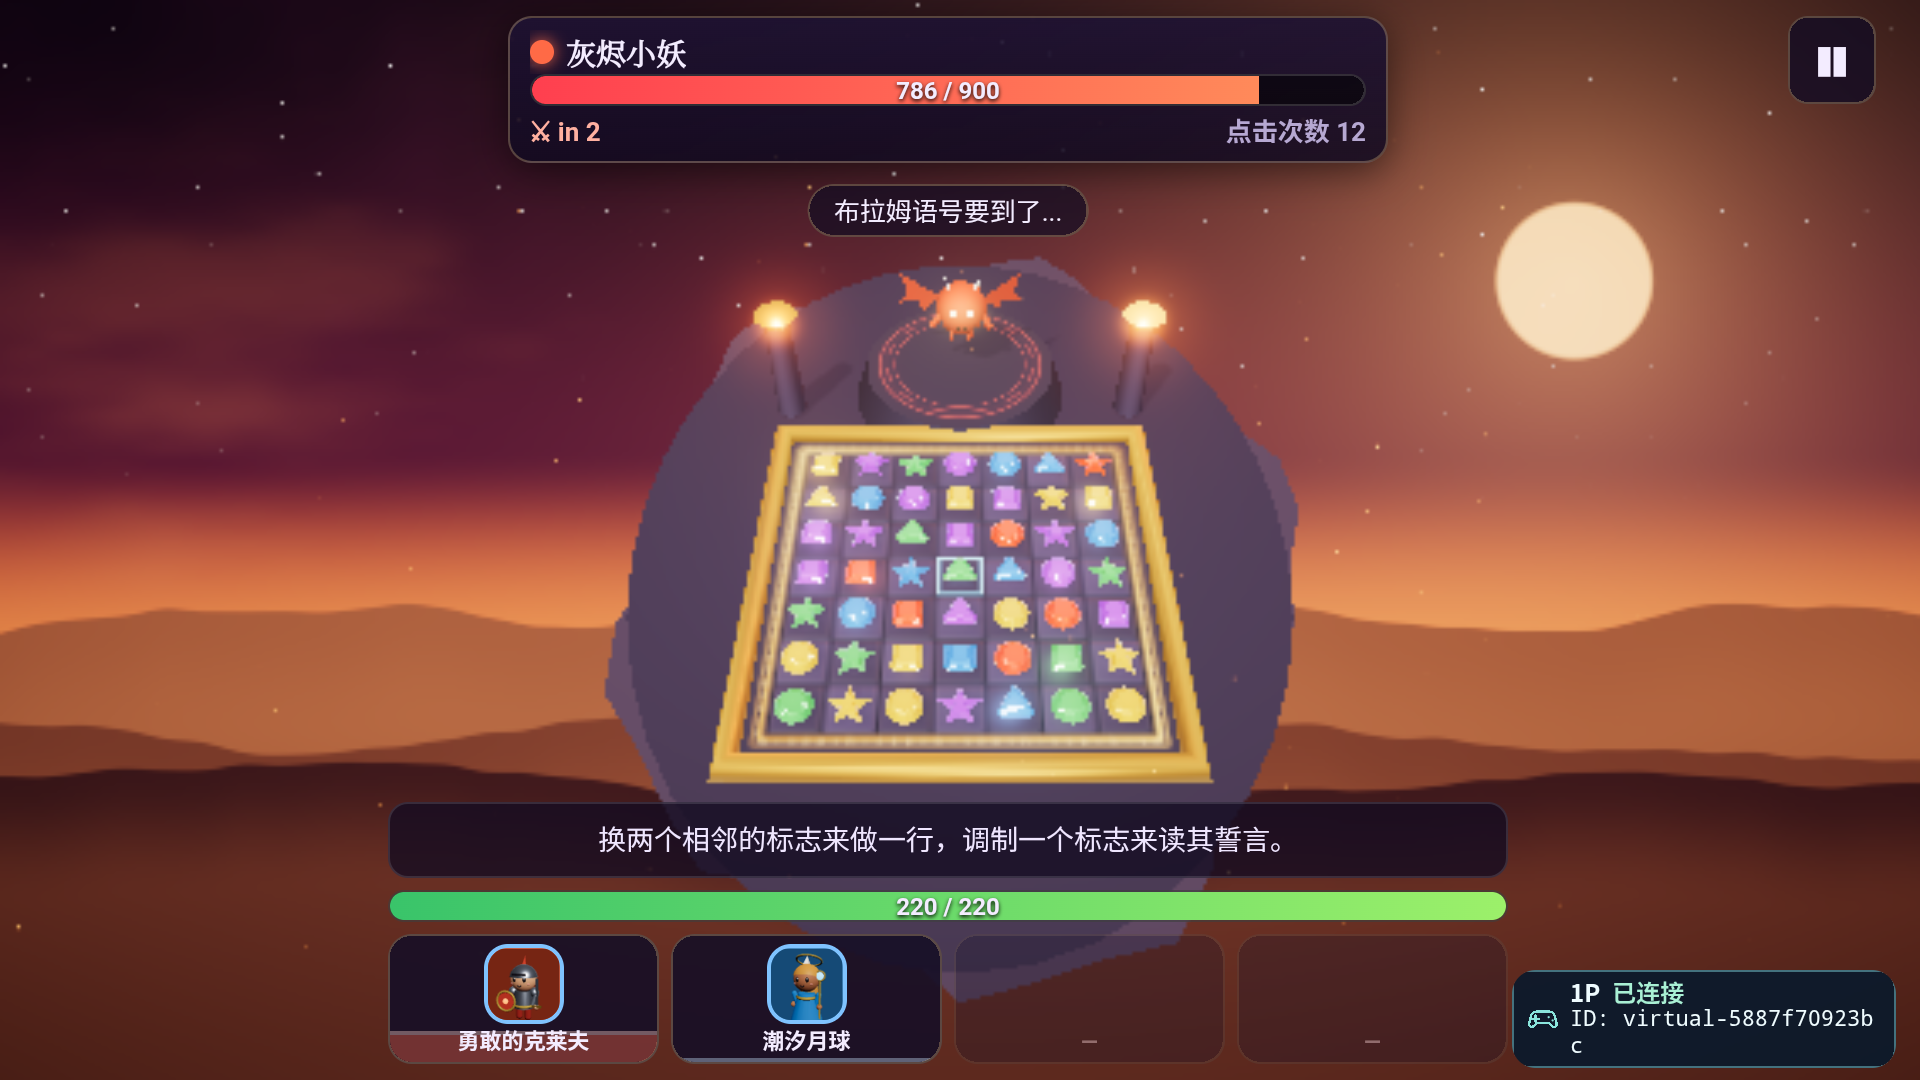 灰烬小妖
786 / 900
in 2
点击次数 12
布拉姆语号要到了...
换两个相邻的标志来做一行，调制一个标志来读其誓言。
220 / 220
勇敢的克莱夫
潮汐月球
–
–
1P 已连接
ID: virtual-5887f70923b
c